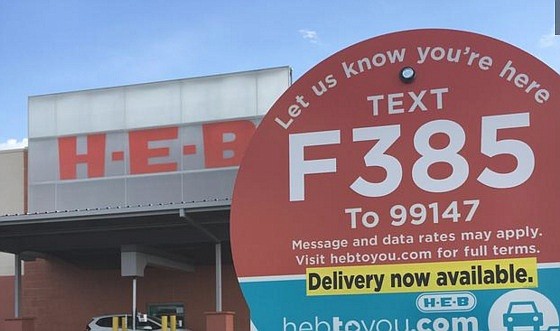 H-E-B
Let us know you're here
TEXT
F385
To 99147
Message and data rates may apply.
Visit hebtoyou.com for full terms.
Delivery now available.
H-E-B
hebtoyou.com